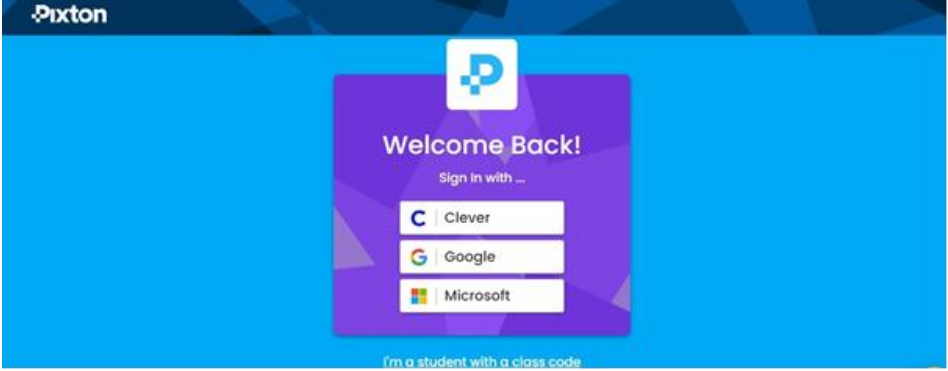 Pixton
P
Welcome Back!
Sign In with ...
C Clever
G Google
Microsoft
I'm a student with a class code